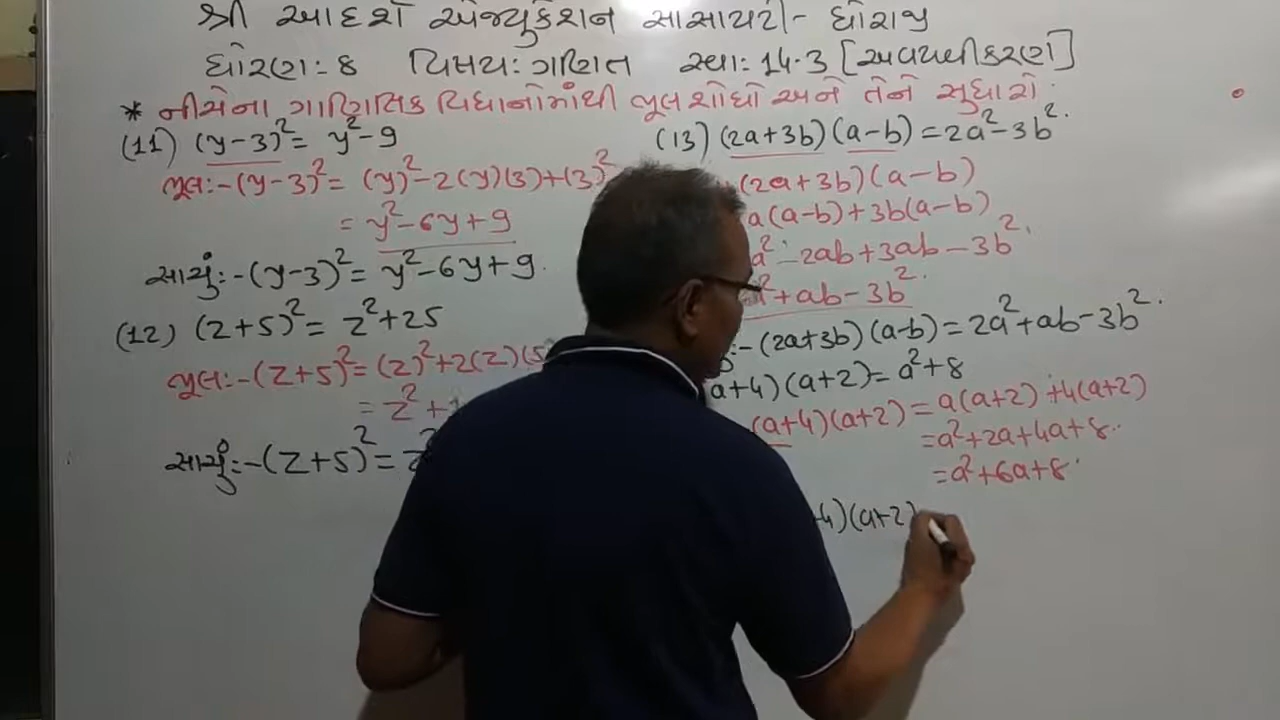 શ્રી આદર્શ એજ્યુકેશન સોસાયટી - ધોરાજી
ધોરણ: ૪ વિષય: ગણિત સ્વા: 14.3 [અવયવીકરણ]
* નીચેના ગાણિતિક વિધાનોમાંથી ભૂલ શોધો અને તેને સુધારો.
(11) (y-3)² = y²-9
ભૂલ:-(y-3)² = (y)²-2(y)(3)+(3)²
= y²-6y+9
સાચું:-(y-3)² = y²-6y+9.
(12) (z+5)² = z²+25
ભૂલ:-(z+5)² = (z)²+2(z)(5
= z²+
સાચું:-(z+5)² = z²
(13) (2a+3b)(a-b) = 2a²-3b².
(2a+3b)(a-b)
a(a-b)+3b(a-b)
a²-2ab+3ab-3b².
a²+ab-3b².
:-(2a+3b)(a-b) = 2a²+ab-3b².
a+4)(a+2) = a²+8
(a+4)(a+2) = a(a+2)+4(a+2)
= a²+2a+4a+8.
= a²+6a+8.
4)(a+2)